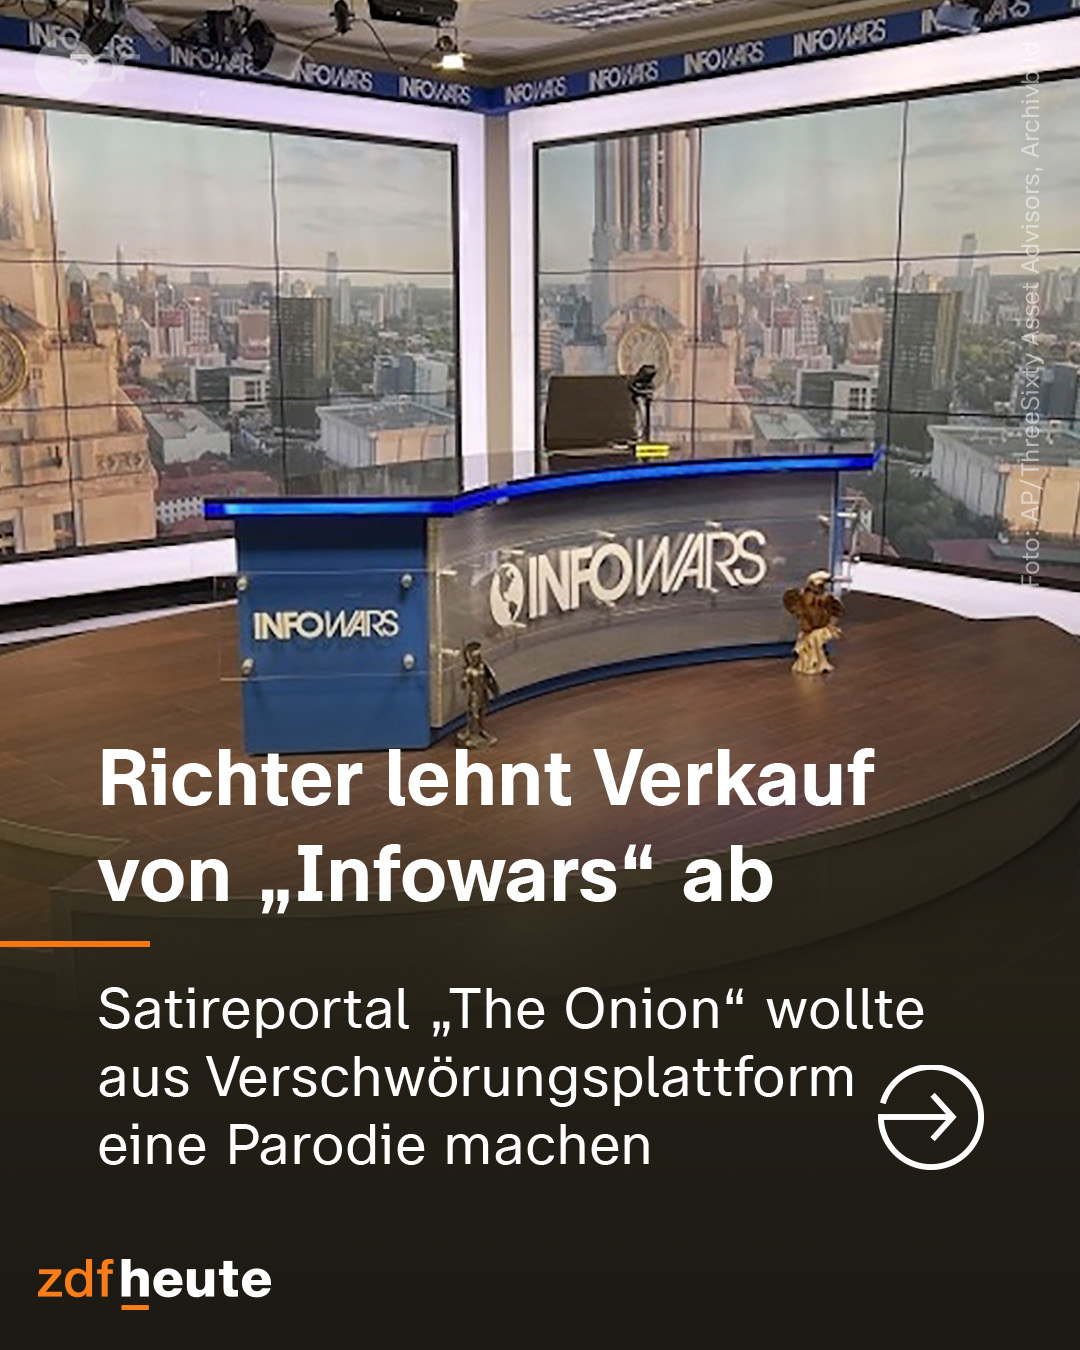 INFOWARS INFOWARS INFOWARS INFOWARS INFOWARS INFOWARS INFOWARS INFOWARS
ZDF
Foto: AP/ThreeSixty Asset Advisors, Archivbild
INFOWARS
INFOWARS
Richter lehnt Verkauf
von „Infowars“ ab
Satireportal „The Onion“ wollte
aus Verschwörungsplattform
eine Parodie machen
zdfheute